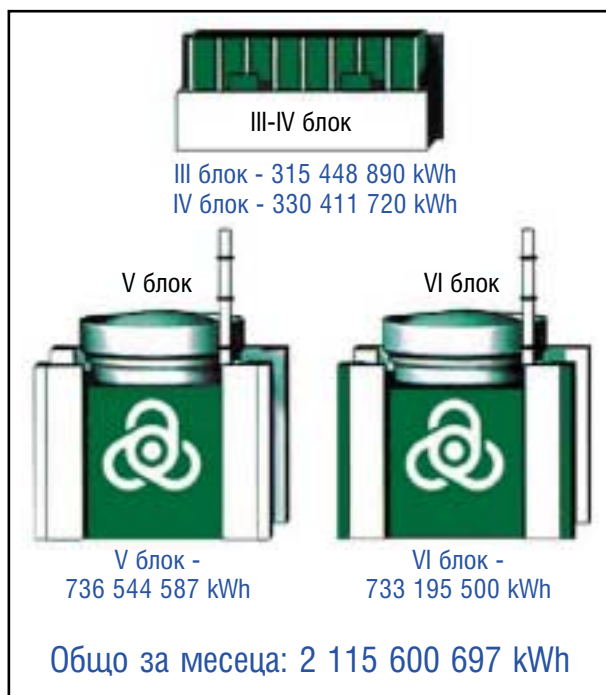 III-IV блок
III блок - 315 448 890 kWh
IV блок - 330 411 720 kWh
V блок
VI блок
V блок -
736 544 587 kWh
VI блок -
733 195 500 kWh
Общо за месеца: 2 115 600 697 kWh